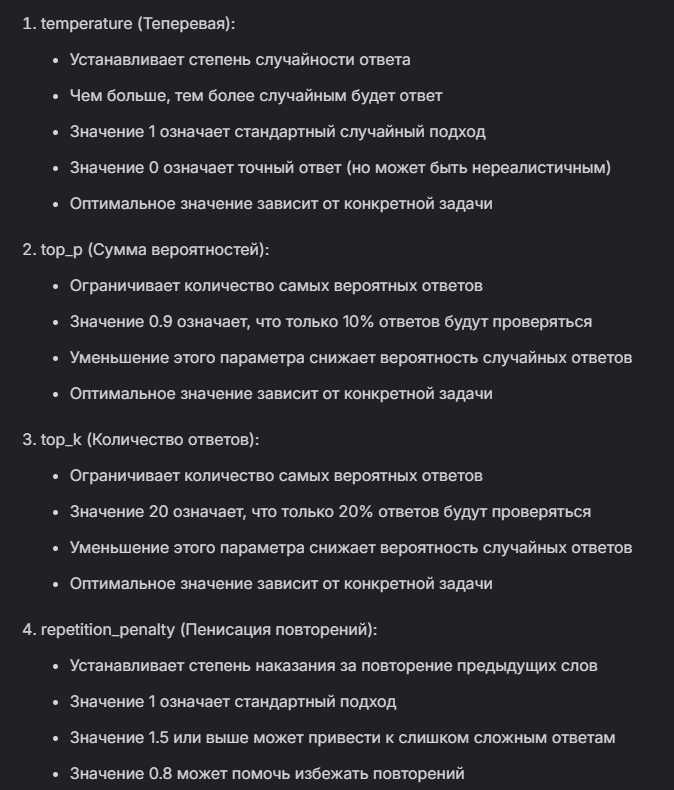 1. temperature (Теперевая):
• Устанавливает степень случайности ответа
• Чем больше, тем более случайным будет ответ
• Значение 1 означает стандартный случайный подход
• Значение 0 означает точный ответ (но может быть нереалистичным)
• Оптимальное значение зависит от конкретной задачи
2. top_p (Сумма вероятностей):
• Ограничивает количество самых вероятных ответов
• Значение 0.9 означает, что только 10% ответов будут проверяться
• Уменьшение этого параметра снижает вероятность случайных ответов
• Оптимальное значение зависит от конкретной задачи
3. top_k (Количество ответов):
• Ограничивает количество самых вероятных ответов
• Значение 20 означает, что только 20% ответов будут проверяться
• Уменьшение этого параметра снижает вероятность случайных ответов
• Оптимальное значение зависит от конкретной задачи
4. repetition_penalty (Пенисация повторений):
• Устанавливает степень наказания за повторение предыдущих слов
• Значение 1 означает стандартный подход
• Значение 1.5 или выше может привести к слишком сложным ответам
• Значение 0.8 может помочь избежать повторений